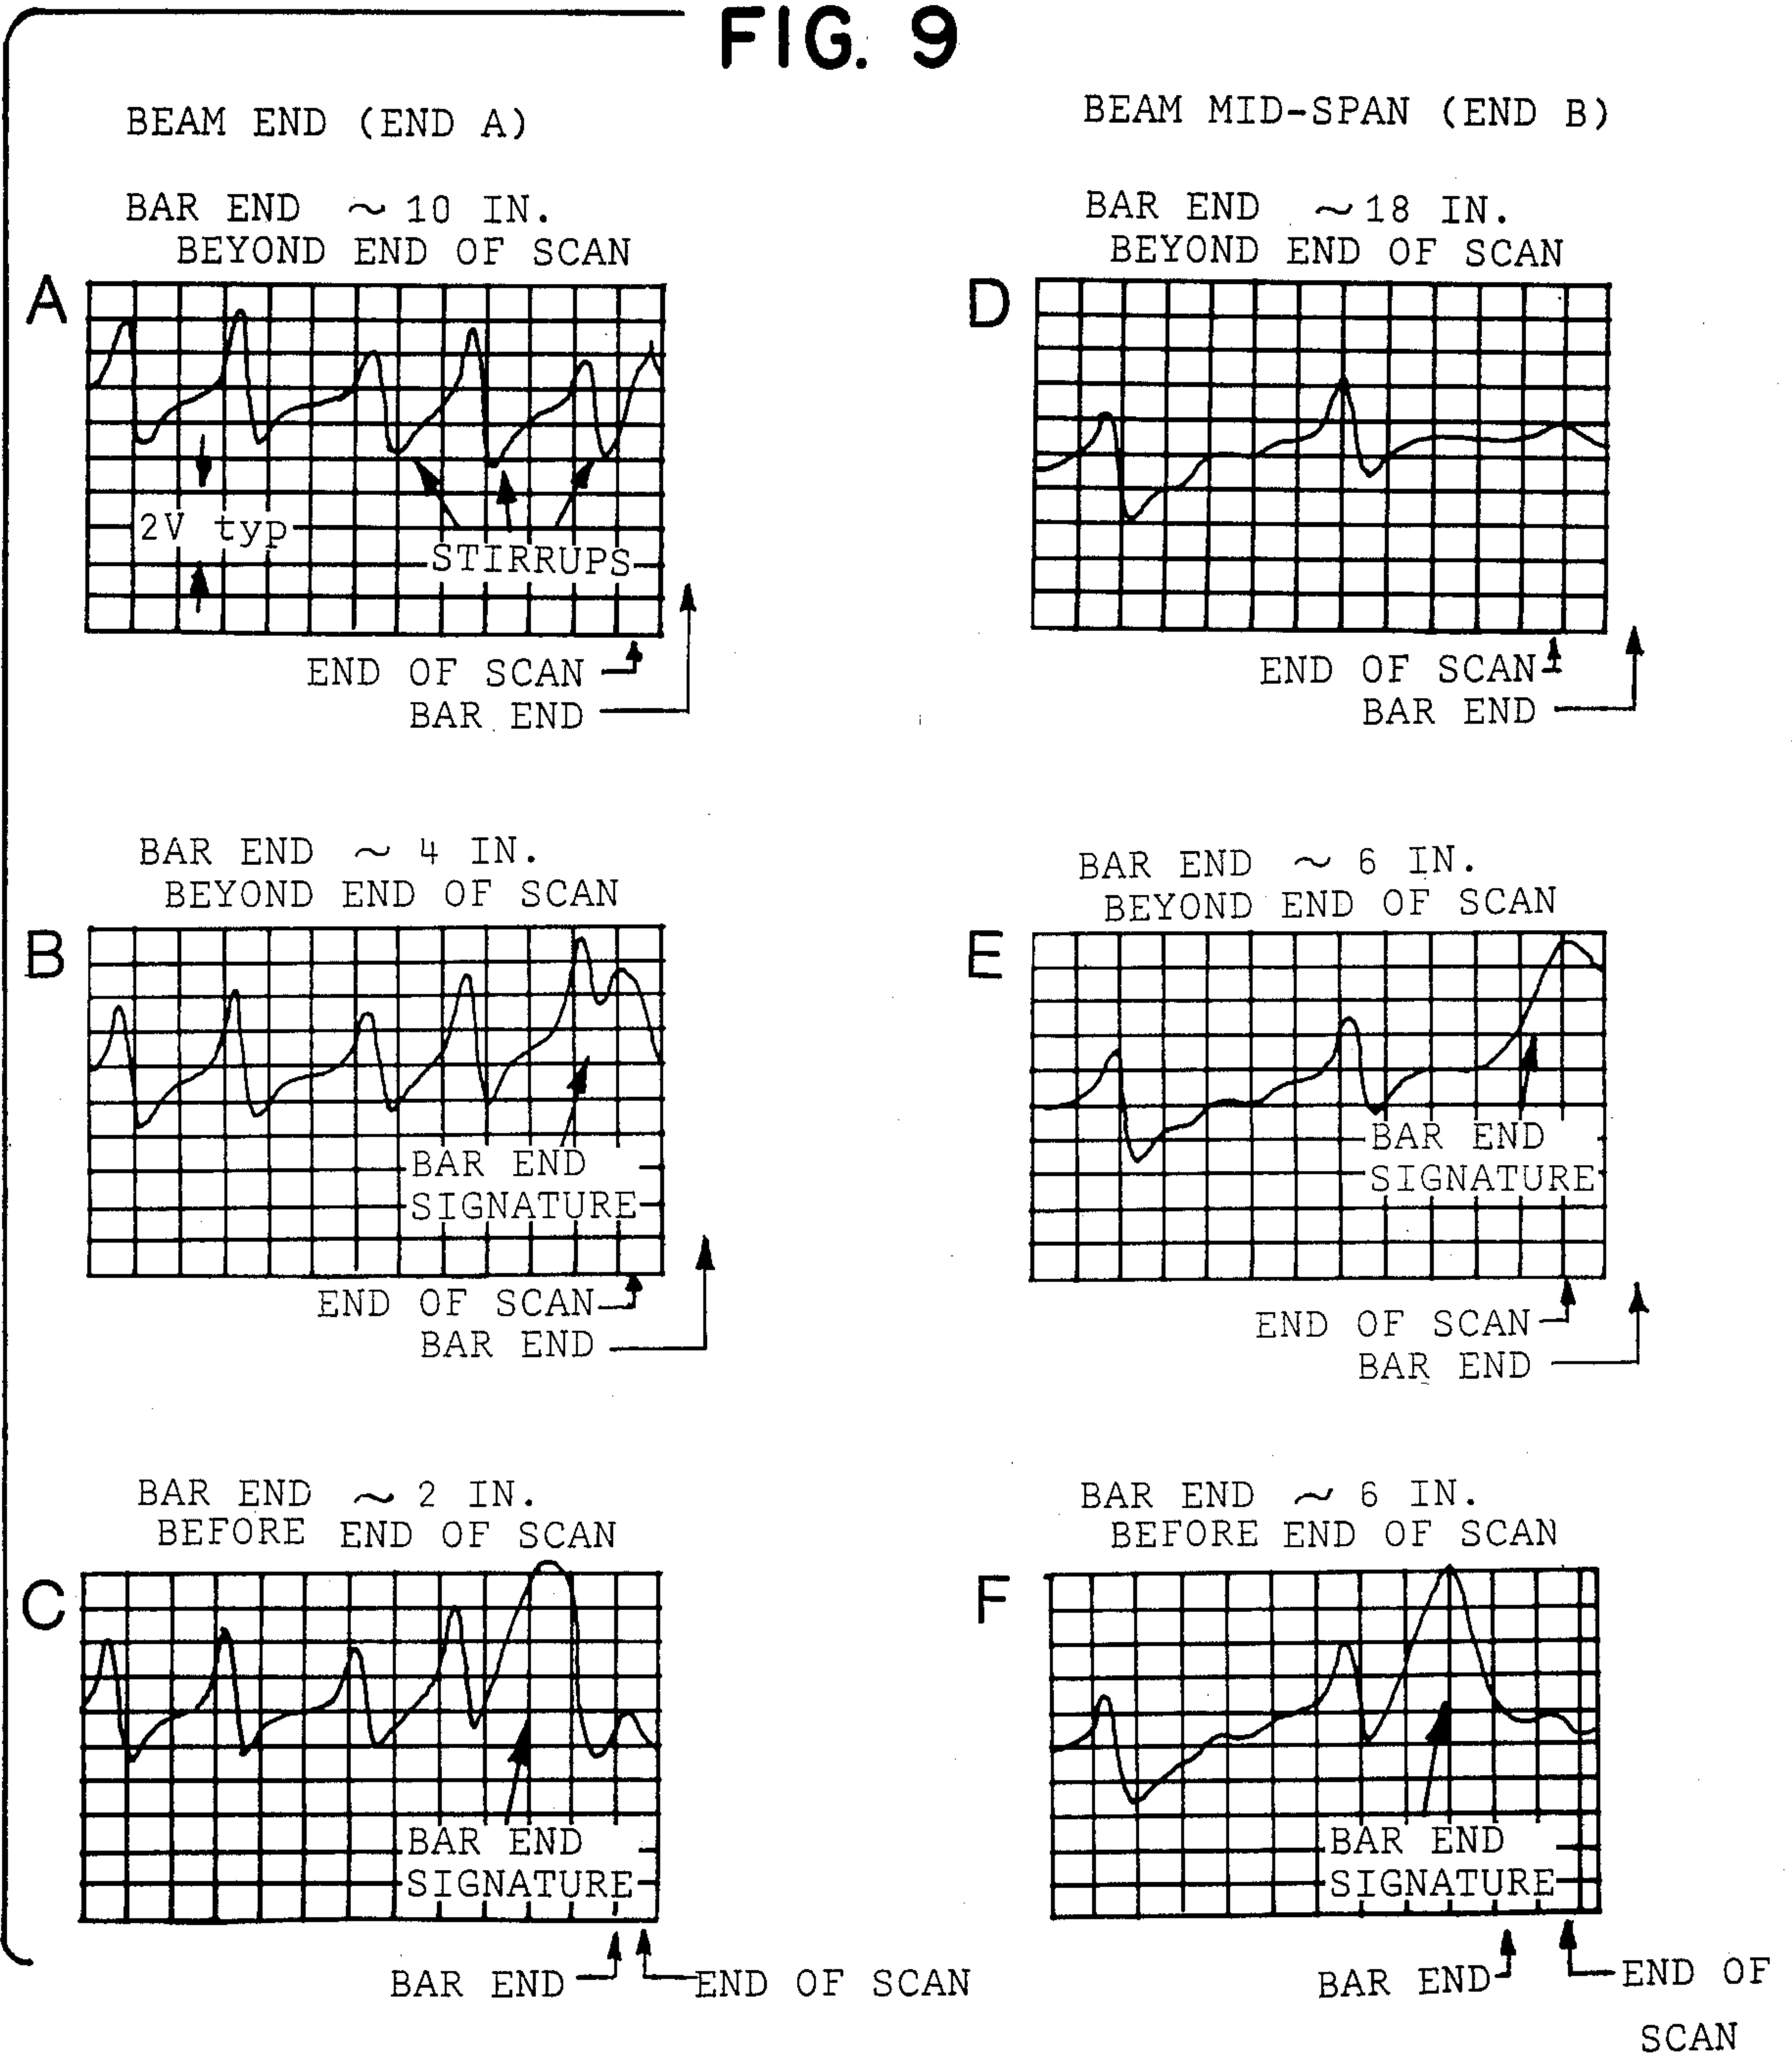 FIG. 9
BEAM END (END A)
BAR END ~ 10 IN.
BEYOND END OF SCAN
A
2V typ
STIRRUPS
END OF SCAN
BAR END
BAR END ~ 4 IN.
BEYOND END OF SCAN
B
BAR END
SIGNATURE
END OF SCAN
BAR END
BAR END ~ 2 IN.
BEFORE END OF SCAN
C
BAR END
SIGNATURE
BAR END
END OF SCAN
BEAM MID-SPAN (END B)
BAR END ~ 18 IN.
BEYOND END OF SCAN
D
END OF SCAN
BAR END
BAR END ~ 6 IN.
BEYOND END OF SCAN
E
BAR END
SIGNATURE
END OF SCAN
BAR END
BAR END ~ 6 IN.
BEFORE END OF SCAN
F
BAR END
SIGNATURE
BAR END
END OF
SCAN